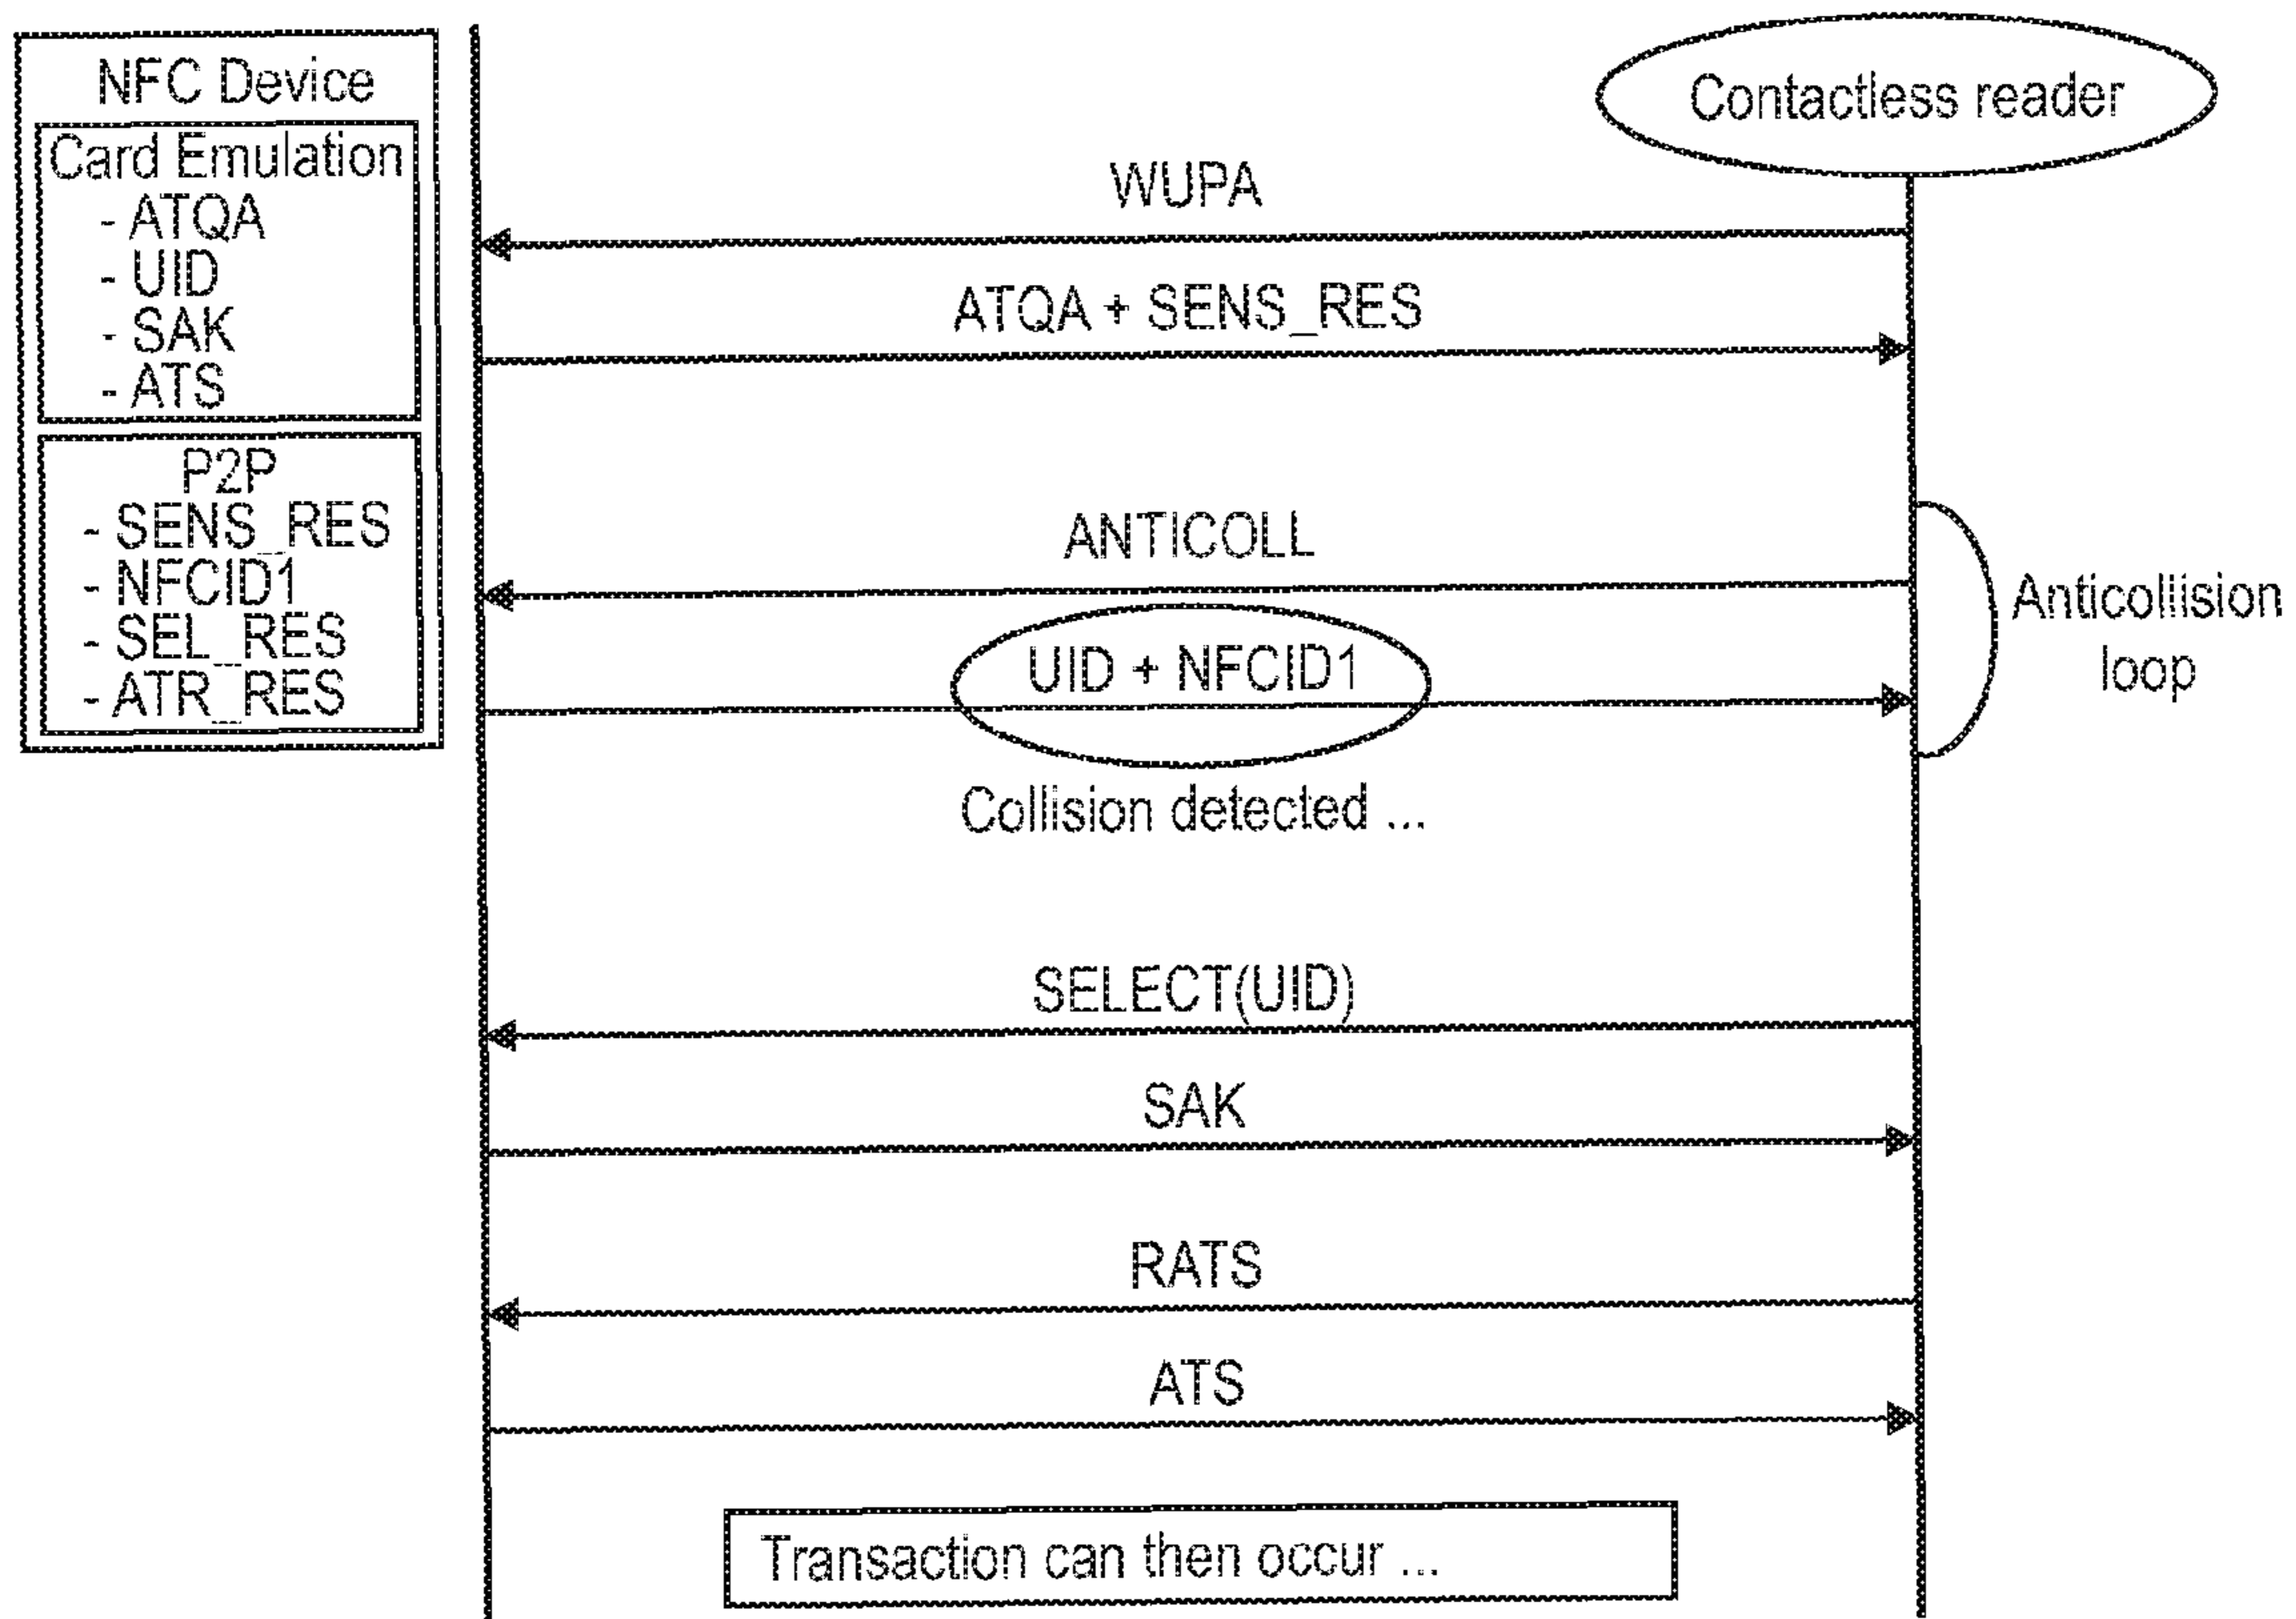 NFC Device
Card Emulation
- ATQA
- UID
- SAK
- ATS
P2P
- SENS_RES
- NFCID1
- SEL_RES
- ATR_RES
Contactless reader
WUPA
ATQA + SENS_RES
ANTICOLL
UID + NFCID1
Anticollision
loop
Collision detected ...
SELECT(UID)
SAK
RATS
ATS
Transaction can then occur ...